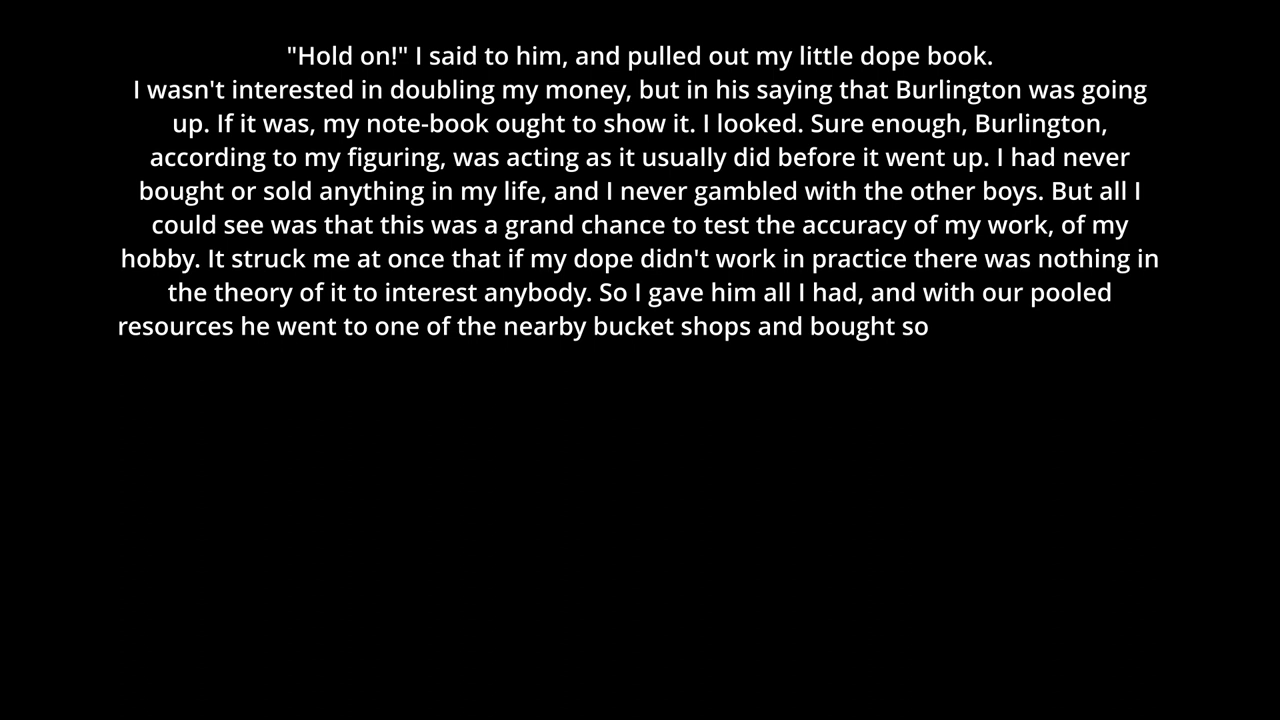 "Hold on!" I said to him, and pulled out my little dope book.
I wasn't interested in doubling my money, but in his saying that Burlington was going
up. If it was, my note-book ought to show it. I looked. Sure enough, Burlington,
according to my figuring, was acting as it usually did before it went up. I had never
bought or sold anything in my life, and I never gambled with the other boys. But all I
could see was that this was a grand chance to test the accuracy of my work, of my
hobby. It struck me at once that if my dope didn't work in practice there was nothing in
the theory of it to interest anybody. So I gave him all I had, and with our pooled
resources he went to one of the nearby bucket shops and bought so